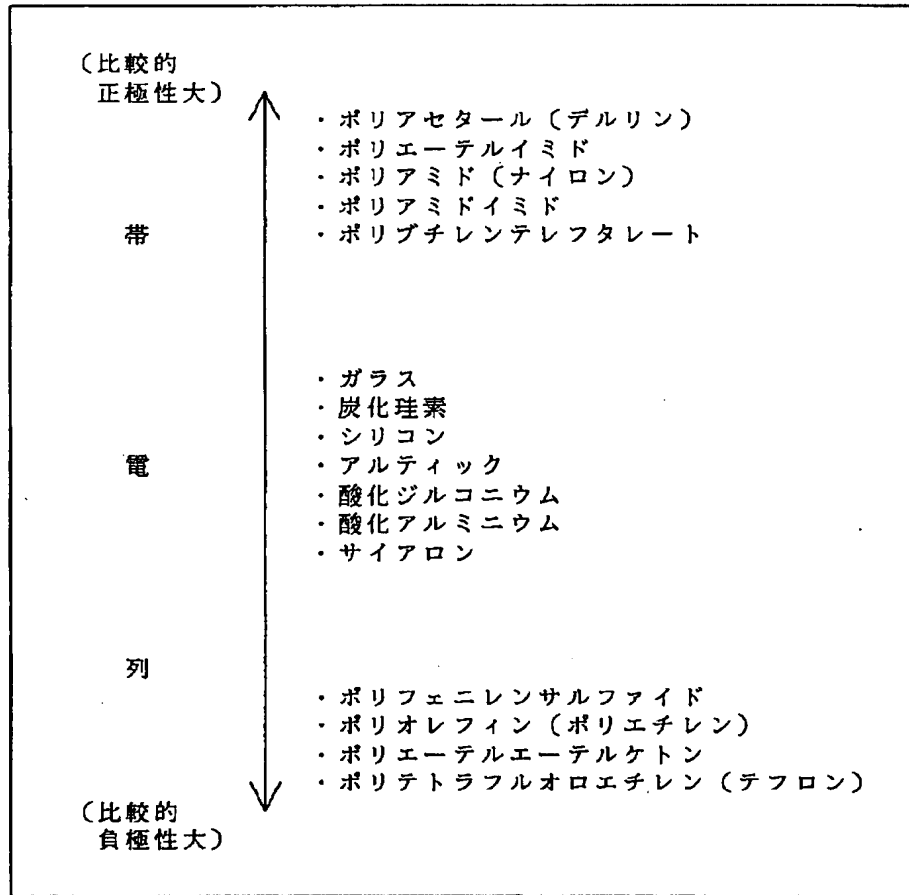 （比較的
正極性大）
・ポリアセタール（デルリン）
・ポリエーテルイミド
・ポリアミド（ナイロン）
・ポリアミドイミド
帯
・ポリブチレンテレフタレート
・ガラス
・炭化珪素
・シリコン
電
・アルティック
・酸化ジルコニウム
・酸化アルミニウム
・サイアロン
列
・ポリフェニレンサルファイド
・ポリオレフィン（ポリエチレン）
・ポリエーテルエーテルケトン
・ポリテトラフルオロエチレン（テフロン）
（比較的
負極性大）